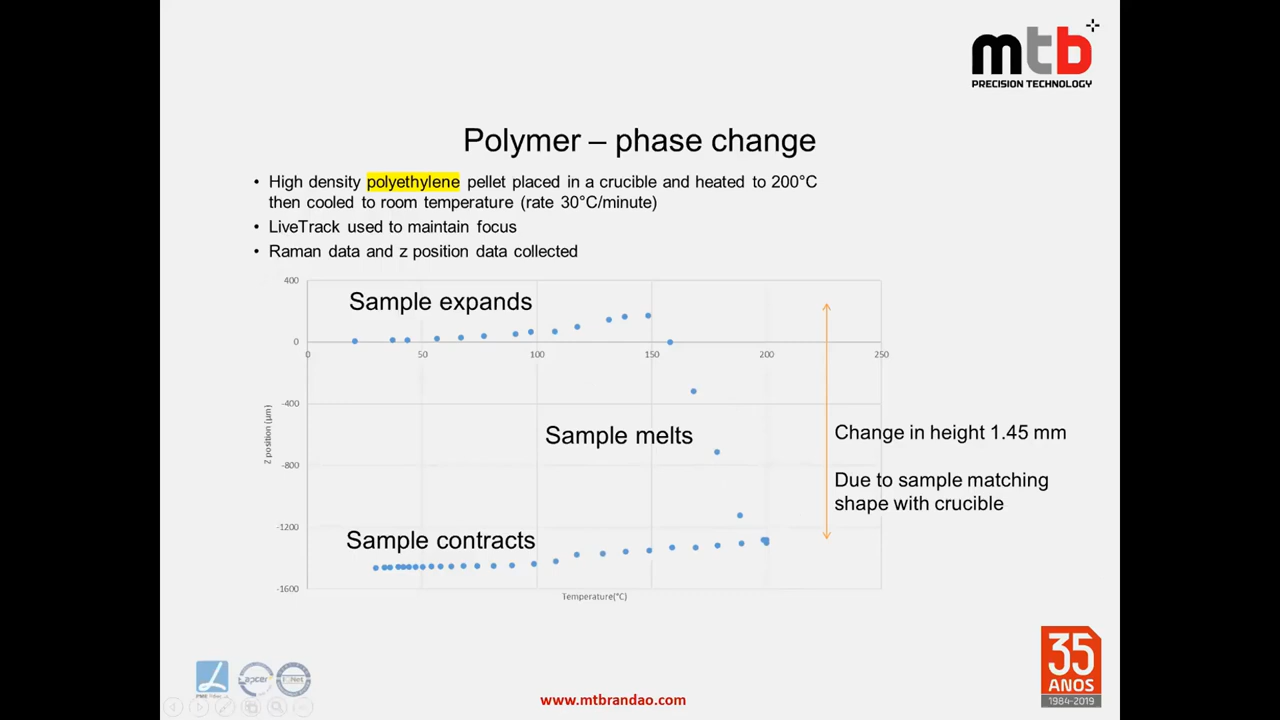 mtb
PRECISION TECHNOLOGY
Polymer – phase change
• High density polyethylene pellet placed in a crucible and heated to 200°C
then cooled to room temperature (rate 30°C/minute)
• LiveTrack used to maintain focus
• Raman data and z position data collected
400
Sample expands
0
0 50 100 150 200 250
-400
Z position (µm)
Sample melts
Change in height 1.45 mm
-800
Due to sample matching
shape with crucible
-1200
Sample contracts
-1600
Temperature(°C)
35
ANOS
1984-2019
apcer
Net
www.mtbrandao.com